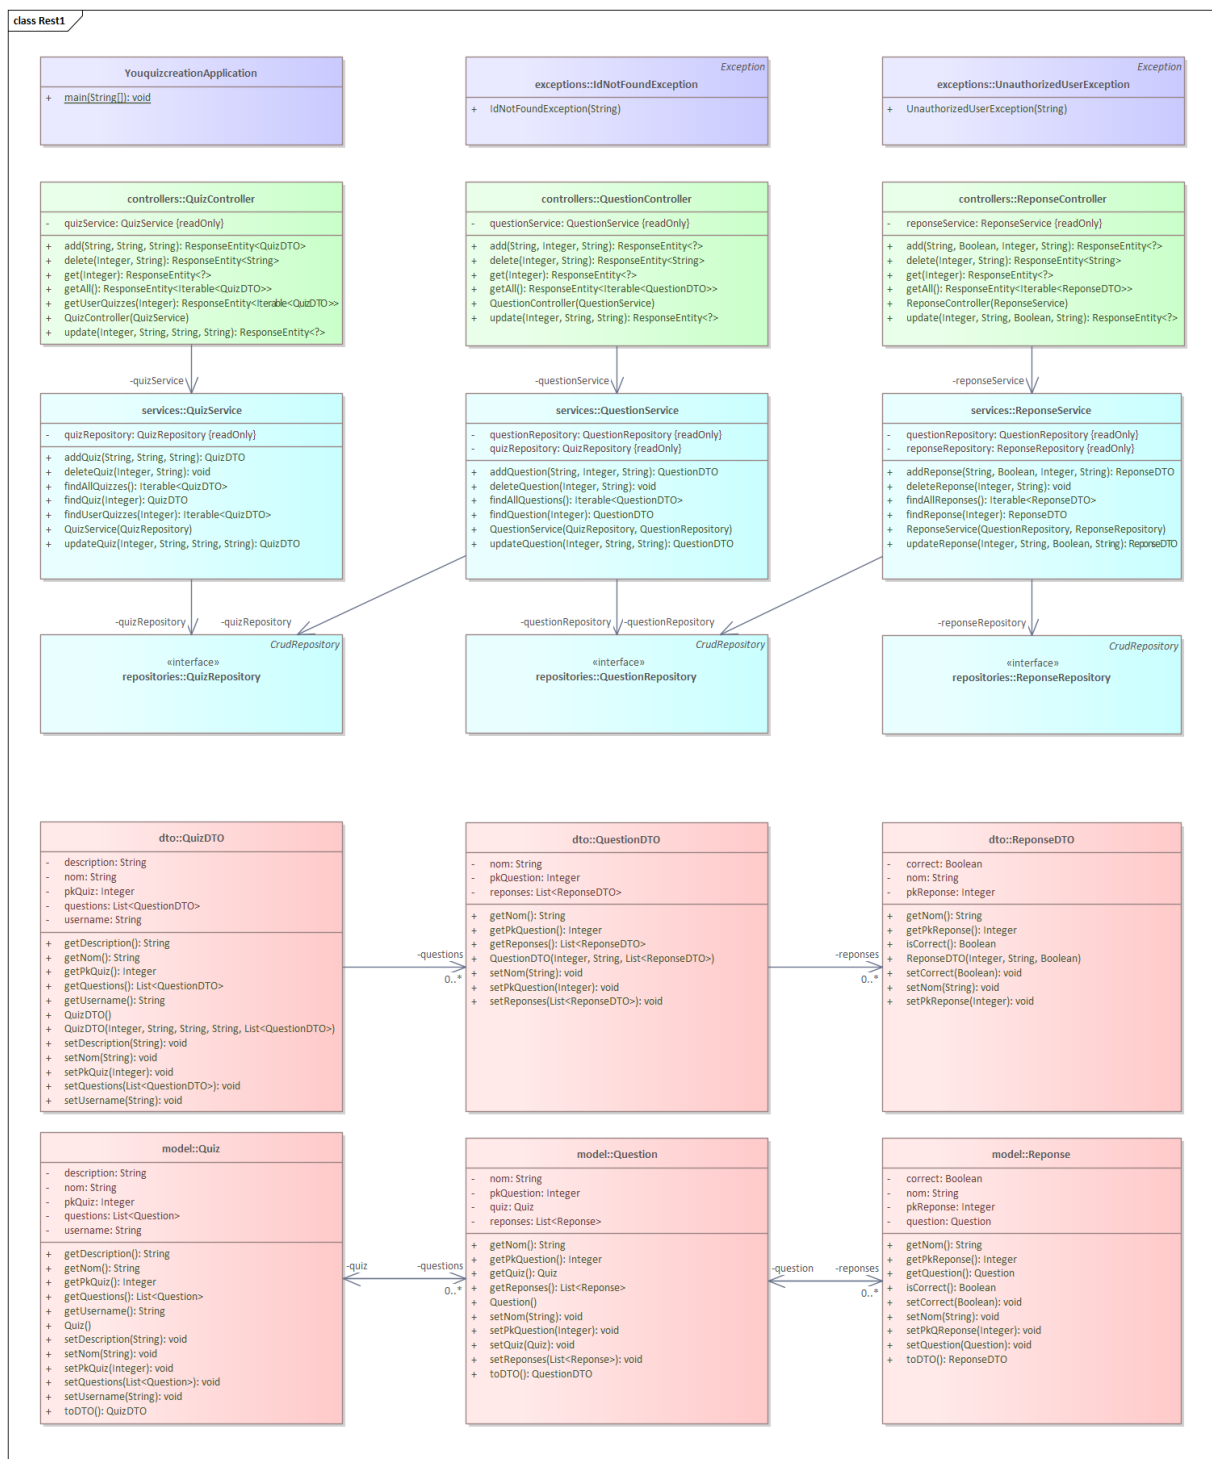 class Rest1
YouquizcreationApplication
+ main(String[]): void
Exception
exceptions::IdNotFoundException
+ IdNotFoundException(String)
Exception
exceptions::UnauthorizedUserException
+ UnauthorizedUserException(String)
controllers::QuizController
- quizService: QuizService {readOnly}
+ add(String, String, String): ResponseEntity<QuizDTO>
+ delete(Integer, String): ResponseEntity<String>
+ get(Integer): ResponseEntity<?>
+ getAll(): ResponseEntity<Iterable<QuizDTO>>
+ getUserQuizzes(Integer): ResponseEntity<Iterable<QuizDTO>>
+ QuizController(QuizService)
+ update(Integer, String, String, String): ResponseEntity<?>
controllers::QuestionController
- questionService: QuestionService {readOnly}
+ add(String, Integer, String): ResponseEntity<?>
+ delete(Integer, String): ResponseEntity<String>
+ get(Integer): ResponseEntity<?>
+ getAll(): ResponseEntity<Iterable<QuestionDTO>>
+ QuestionController(QuestionService)
+ update(Integer, String, String): ResponseEntity<?>
controllers::ReponseController
- reponseService: ReponseService {readOnly}
+ add(String, Boolean, Integer, String): ResponseEntity<?>
+ delete(Integer, String): ResponseEntity<String>
+ get(Integer): ResponseEntity<?>
+ getAll(): ResponseEntity<Iterable<ReponseDTO>>
+ ReponseController(ReponseService)
+ update(Integer, String, Boolean, String): ResponseEntity<?>
-quizService
-questionService
-reponseService
services::QuizService
- quizRepository: QuizRepository {readOnly}
+ addQuiz(String, String, String): QuizDTO
+ deleteQuiz(Integer, String): void
+ findAllQuizzes(): Iterable<QuizDTO>
+ findQuiz(Integer): QuizDTO
+ findUserQuizzes(Integer): Iterable<QuizDTO>
+ QuizService(QuizRepository)
+ updateQuiz(Integer, String, String, String): QuizDTO
services::QuestionService
- questionRepository: QuestionRepository {readOnly}
- quizRepository: QuizRepository {readOnly}
+ addQuestion(String, Integer, String): QuestionDTO
+ deleteQuestion(Integer, String): void
+ findAllQuestions(): Iterable<QuestionDTO>
+ findQuestion(Integer): QuestionDTO
+ QuestionService(QuizRepository, QuestionRepository)
+ updateQuestion(Integer, String, String): QuestionDTO
services::ReponseService
- questionRepository: QuestionRepository {readOnly}
- reponseRepository: ReponseRepository {readOnly}
+ addReponse(String, Boolean, Integer, String): ReponseDTO
+ deleteReponse(Integer, String): void
+ findAllReponses(): Iterable<ReponseDTO>
+ findReponse(Integer): ReponseDTO
+ ReponseService(QuestionRepository, ReponseRepository)
+ updateReponse(Integer, String, Boolean, String): ReponseDTO
-quizRepository
-quizRepository
-questionRepository
-questionRepository
-reponseRepository
CrudRepository
«interface»
repositories::QuizRepository
CrudRepository
«interface»
repositories::QuestionRepository
CrudRepository
«interface»
repositories::ReponseRepository
dto::QuizDTO
- description: String
- nom: String
- pkQuiz: Integer
- questions: List<QuestionDTO>
- username: String
+ getDescription(): String
+ getNom(): String
+ getPkQuiz(): Integer
+ getQuestions(): List<QuestionDTO>
+ getUsername(): String
+ QuizDTO()
+ QuizDTO(Integer, String, String, String, List<QuestionDTO>)
+ setDescription(String): void
+ setNom(String): void
+ setPkQuiz(Integer): void
+ setQuestions(List<QuestionDTO>): void
+ setUsername(String): void
-questions
0..*
dto::QuestionDTO
- nom: String
- pkQuestion: Integer
- reponses: List<ReponseDTO>
+ getNom(): String
+ getPkQuestion(): Integer
+ getReponses(): List<ReponseDTO>
+ QuestionDTO(Integer, String, List<ReponseDTO>)
+ setNom(String): void
+ setPkQuestion(Integer): void
+ setReponses(List<ReponseDTO>): void
-reponses
0..*
dto::ReponseDTO
- correct: Boolean
- nom: String
- pkReponse: Integer
+ getNom(): String
+ getPkReponse(): Integer
+ isCorrect(): Boolean
+ ReponseDTO(Integer, String, Boolean)
+ setCorrect(Boolean): void
+ setNom(String): void
+ setPkReponse(Integer): void
model::Quiz
- description: String
- nom: String
- pkQuiz: Integer
- questions: List<Question>
- username: String
+ getDescription(): String
+ getNom(): String
+ getPkQuiz(): Integer
+ getQuestions(): List<Question>
+ getUsername(): String
+ Quiz()
+ setDescription(String): void
+ setNom(String): void
+ setPkQuiz(Integer): void
+ setQuestions(List<Question>): void
+ setUsername(String): void
+ toDTO(): QuizDTO
-quiz
-questions
0..*
model::Question
- nom: String
- pkQuestion: Integer
- quiz: Quiz
- reponses: List<Reponse>
+ getNom(): String
+ getPkQuestion(): Integer
+ getQuiz(): Quiz
+ getReponses(): List<Reponse>
+ Question()
+ setNom(String): void
+ setPkQuestion(Integer): void
+ setQuiz(Quiz): void
+ setReponses(List<Reponse>): void
+ toDTO(): QuestionDTO
-question
-reponses
0..*
model::Reponse
- correct: Boolean
- nom: String
- pkReponse: Integer
- question: Question
+ getNom(): String
+ getPkReponse(): Integer
+ getQuestion(): Question
+ isCorrect(): Boolean
+ setCorrect(Boolean): void
+ setNom(String): void
+ setPkQReponse(Integer): void
+ setQuestion(Question): void
+ toDTO(): ReponseDTO